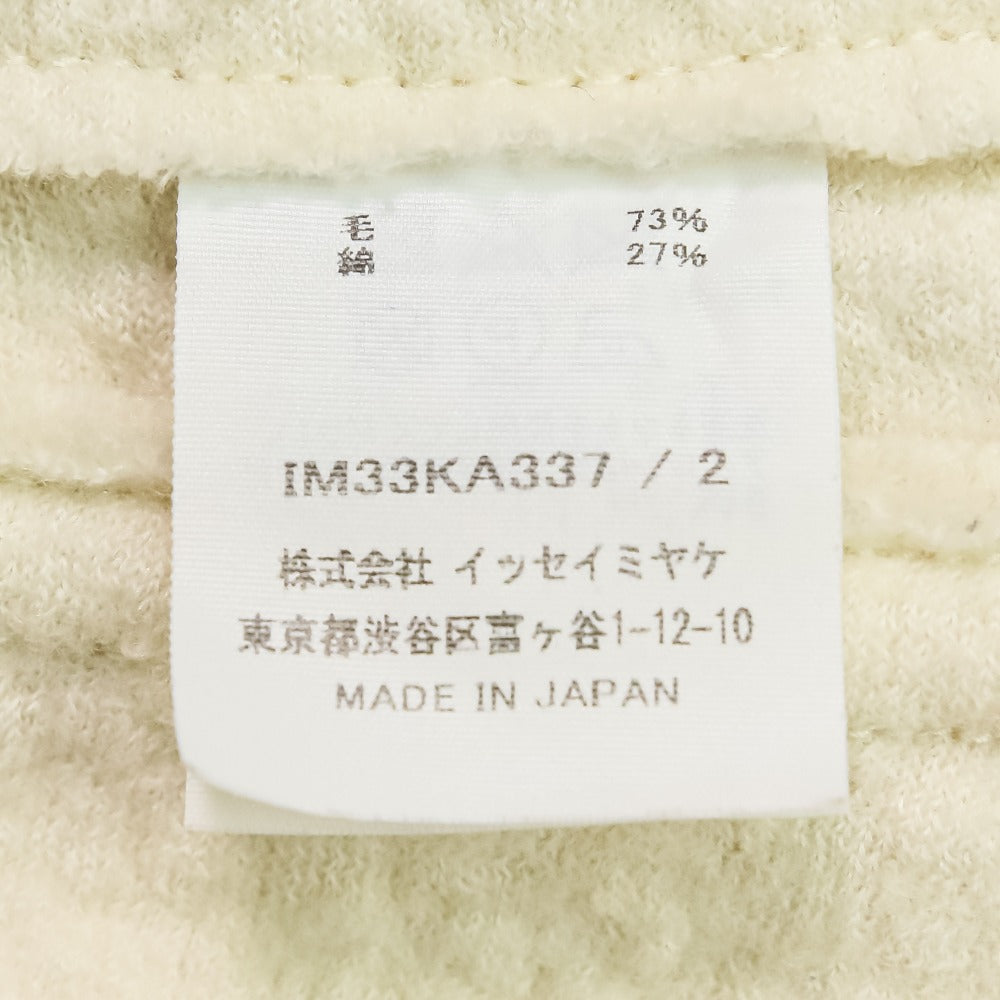 毛 73%
綿 27%
IM33KA337 / 2
株式会社 イッセイミヤケ
東京都渋谷区富ヶ谷1-12-10
MADE IN JAPAN